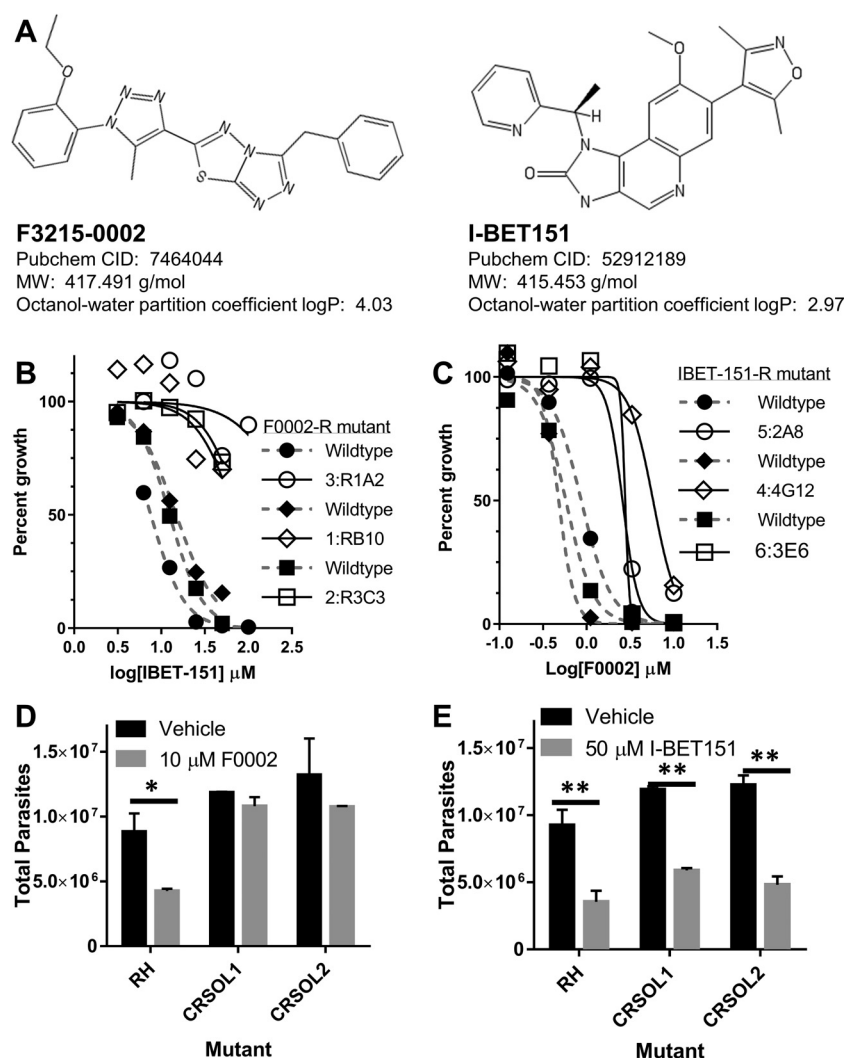 A
O
N N
N
N
N
S
N
N
N
O
N
O
N
H
N
N
O
N
H
N
F3215-0002
Pubchem CID: 7464044
MW: 417.491 g/mol
Octanol-water partition coefficient logP: 4.03
I-BET151
Pubchem CID: 52912189
MW: 415.453 g/mol
Octanol-water partition coefficient logP: 2.97
B
Percent growth
100
50
0
0.0 0.5 1.0 1.5 2.0 2.5
log[IBET-151] μM
F0002-R mutant
Wildtype
3:R1A2
Wildtype
1:RB10
Wildtype
2:R3C3
C
Percent growth
100
50
0
-1.0 -0.5 0.0 0.5 1.0 1.5
Log[F0002] μM
IBET-151-R mutant
Wildtype
5:2A8
Wildtype
4:4G12
Wildtype
6:3E6
D
Vehicle
10 μM F0002
Total Parasites
1.5×10⁷
1.0×10⁷
5.0×10⁶
0
*
RH
CRSOL1
CRSOL2
Mutant
E
Vehicle
50 μM I-BET151
Total Parasites
1.5×10⁷
1.0×10⁷
5.0×10⁶
0
**
**
**
RH
CRSOL1
CRSOL2
Mutant